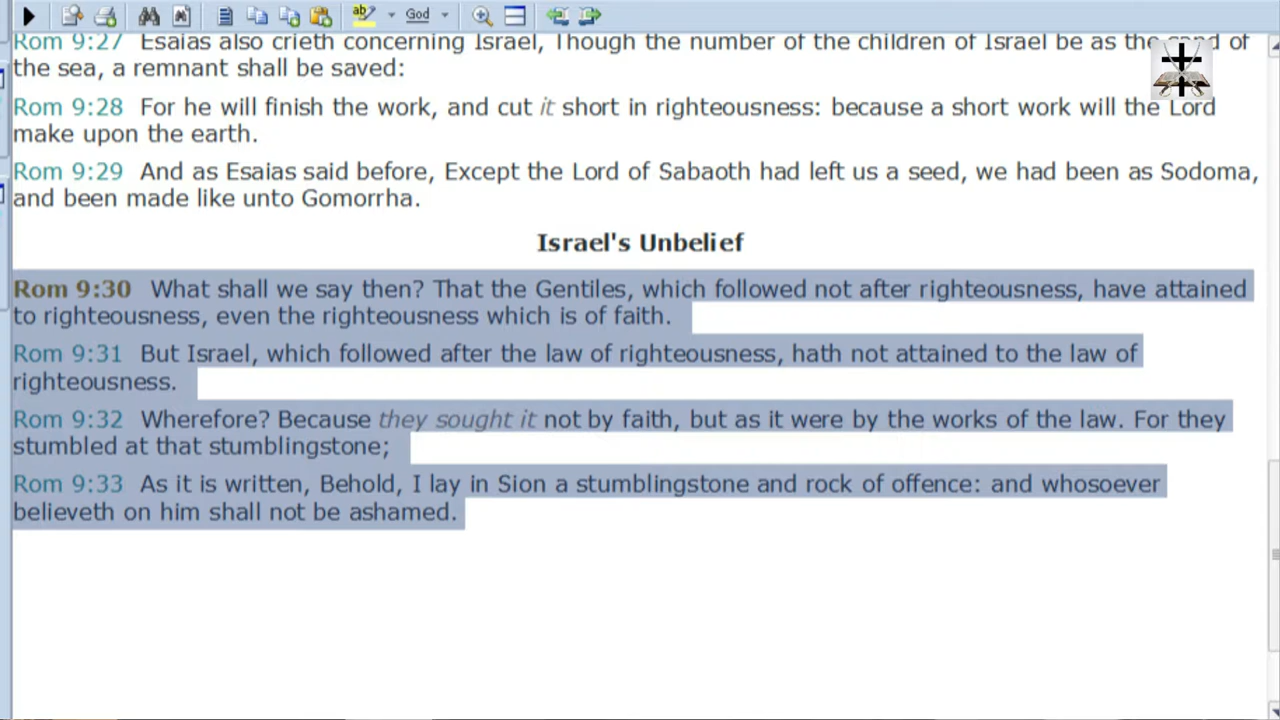 God
Rom 9:27 Esaias also crieth concerning Israel, Though the number of the children of Israel be as the sand of
the sea, a remnant shall be saved:
Rom 9:28 For he will finish the work, and cut it short in righteousness: because a short work will the Lord
make upon the earth.
Rom 9:29 And as Esaias said before, Except the Lord of Sabaoth had left us a seed, we had been as Sodoma,
and been made like unto Gomorrha.
Israel's Unbelief
Rom 9:30 What shall we say then? That the Gentiles, which followed not after righteousness, have attained
to righteousness, even the righteousness which is of faith.
Rom 9:31 But Israel, which followed after the law of righteousness, hath not attained to the law of
righteousness.
Rom 9:32 Wherefore? Because they sought it not by faith, but as it were by the works of the law. For they
stumbled at that stumblingstone;
Rom 9:33 As it is written, Behold, I lay in Sion a stumblingstone and rock of offence: and whosoever
believeth on him shall not be ashamed.